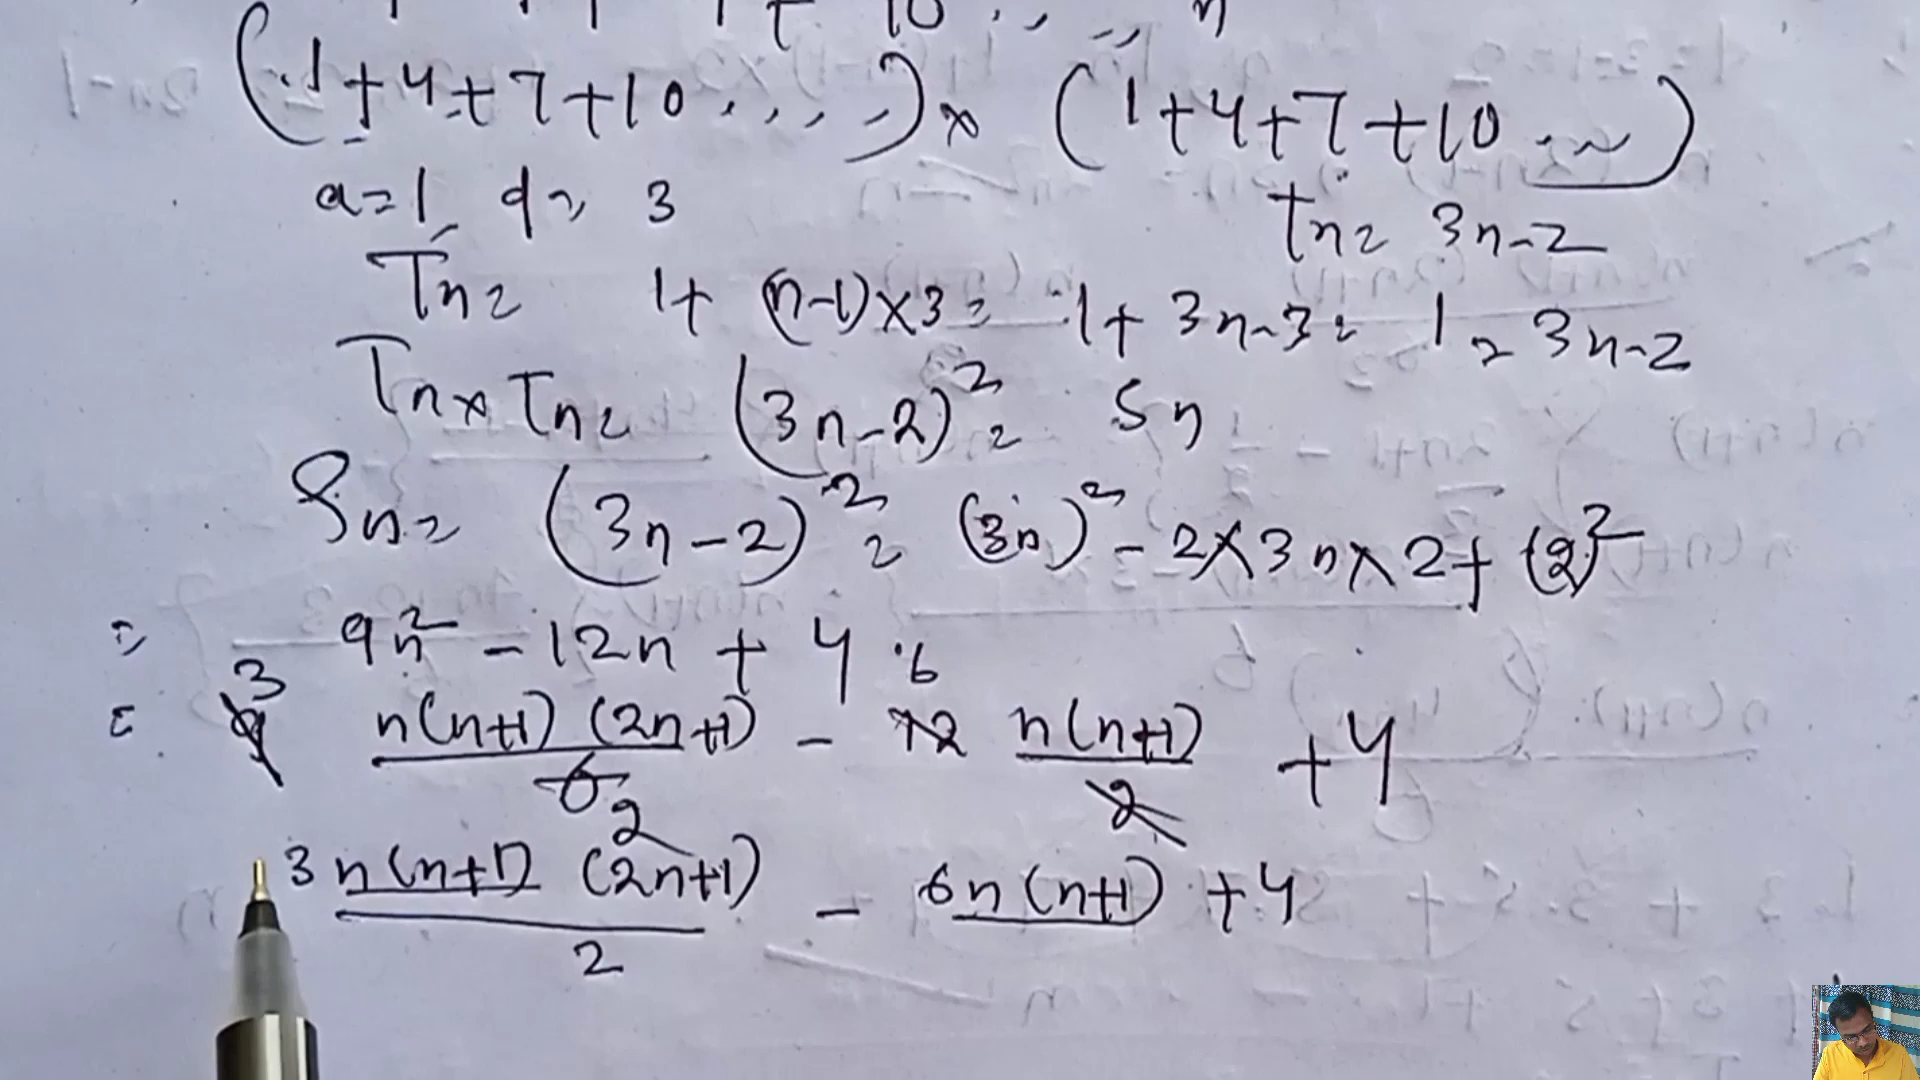 (1+4+7+10....)× (1+4+7+10...)
a=1, d= 3
Tn= 3n-2
Tn= 1+ (n-1)×3= 1+ 3n-3= 1 = 3n-2
Tn× Tn= (3n-2)² = Sn
Sn= (3n-2)² = (3n)² - 2×3n×2+ (2)²
= 9n² -12n + 4
= 9 3 n(n+1) (2n+1) / 6 2 - 12 6 n(n+1) / 2 +4
3n(n+1) (2n+1) / 2 - 6n(n+1) +4